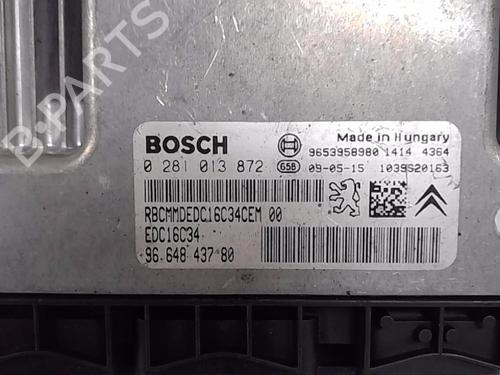 B-PARTS
BOSCH
Made in Hungary
9653958980 1414 4364
0 281 013 872 G58 09-05-15 1039S20163
RBCMMDEDC16C34CEM 00
EDC16C34
96.648 437 80